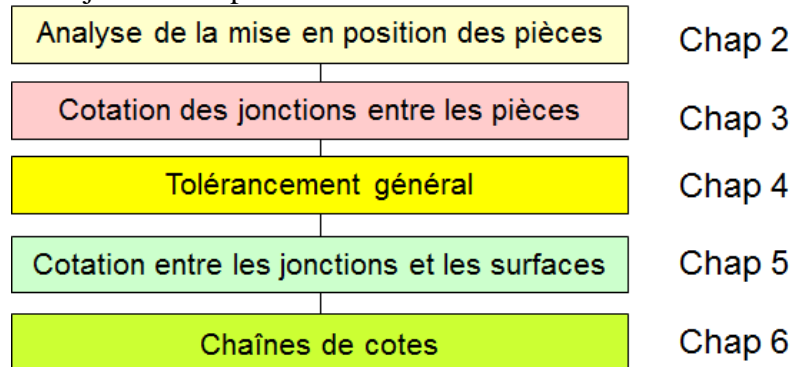 Analyse de la mise en position des pièces Chap 2
Cotation des jonctions entre les pièces Chap 3
Tolérancement général Chap 4
Cotation entre les jonctions et les surfaces Chap 5
Chaînes de cotes Chap 6